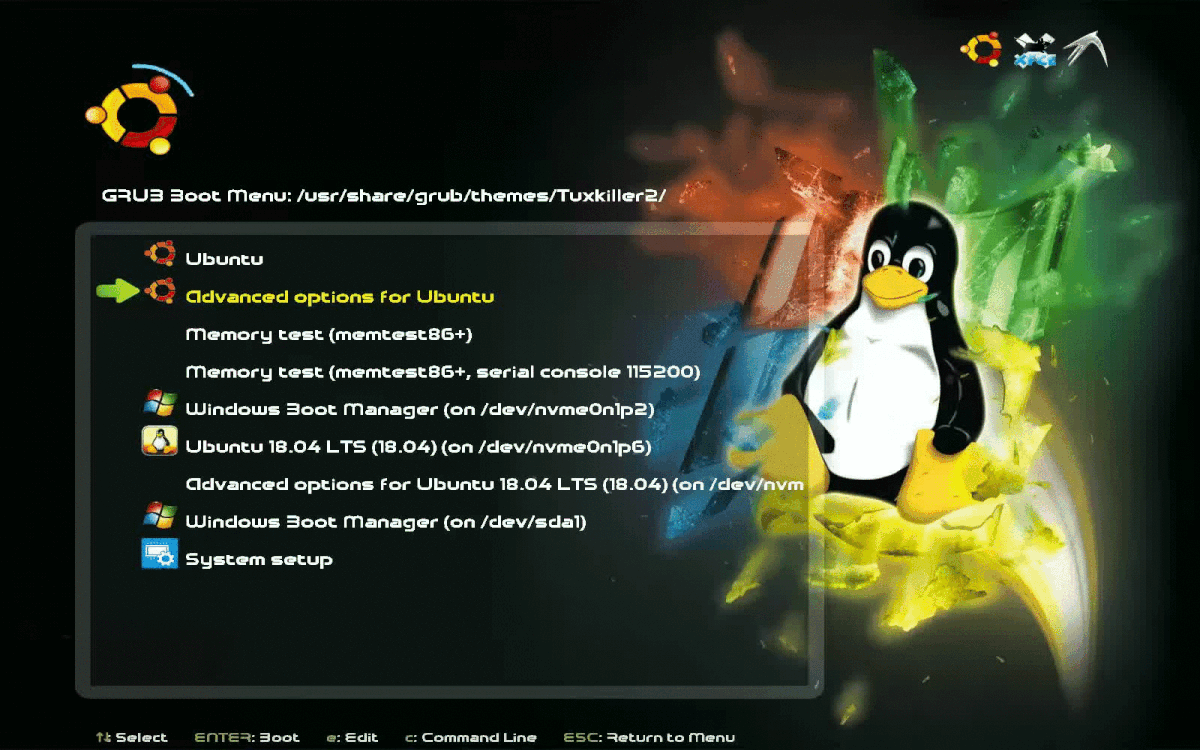 XFCE
GRUB Boot Menu: /usr/share/grub/themes/Tuxkiller2/
Ubuntu
Advanced options for Ubuntu
Memory test (memtest86+)
Memory test (memtest86+, serial console 115200)
Windows Boot Manager (on /dev/nvme0n1p2)
Ubuntu 18.04 LTS (18.04) (on /dev/nvme0n1p6)
Advanced options for Ubuntu 18.04 LTS (18.04) (on /dev/nvm
Windows Boot Manager (on /dev/sda1)
System setup
↑↓ Select ENTER: Boot e: Edit c: Command Line ESC: Return to Menu